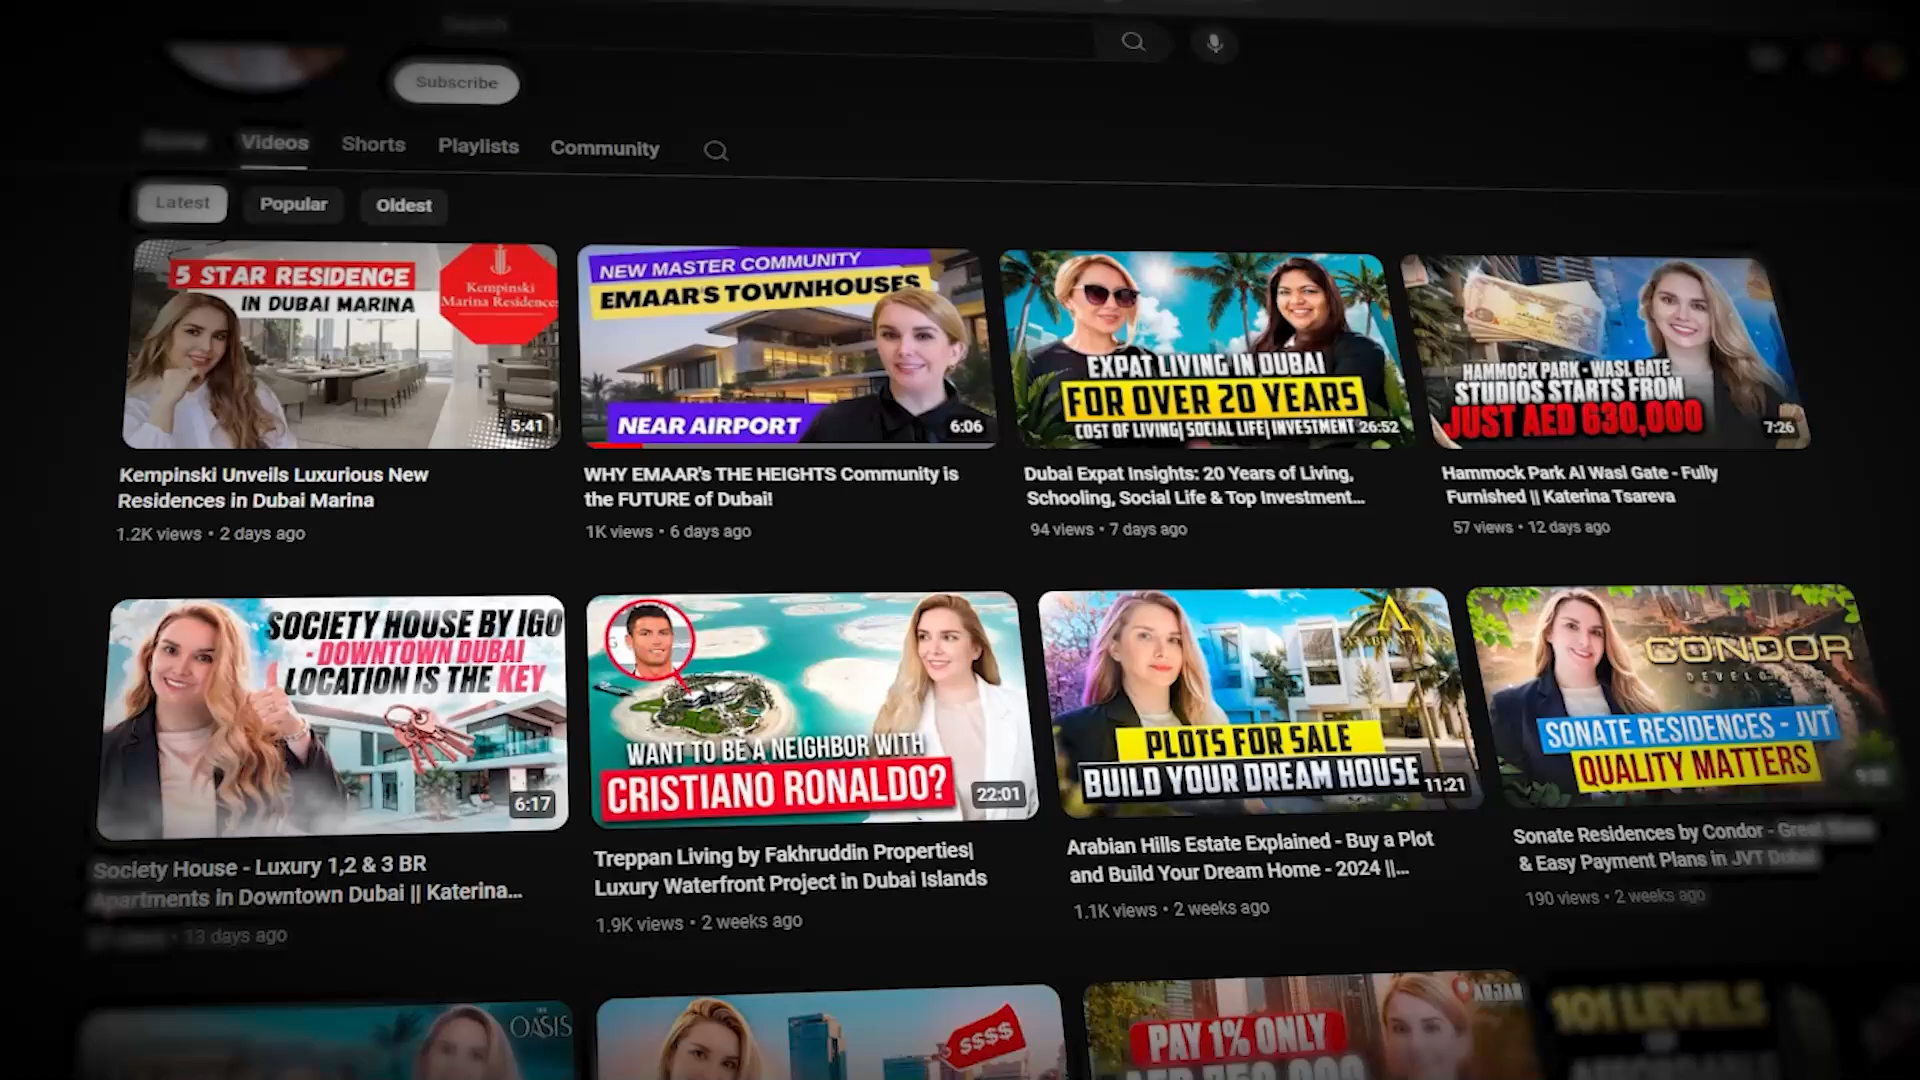 Search
Subscribe
Videos
Shorts
Playlists
Community
Latest
Popular
Oldest
5 STAR RESIDENCE
IN DUBAI MARINA
Kempinski
Marina Residence
5:41
Kempinski Unveils Luxurious New
Residences in Dubai Marina
1.2K views • 2 days ago
NEW MASTER COMMUNITY
EMAAR'S TOWNHOUSES
NEAR AIRPORT
6:06
WHY EMAAR's THE HEIGHTS Community is
the FUTURE of Dubai!
1K views • 6 days ago
EXPAT LIVING IN DUBAI
FOR OVER 20 YEARS
COST OF LIVING| SOCIAL LIFE| INVESTMENT
26:52
Dubai Expat Insights: 20 Years of Living,
Schooling, Social Life & Top Investment...
94 views • 7 days ago
HAMMOCK PARK - WASL GATE
STUDIOS STARTS FROM
JUST AED 630,000
7:26
Hammock Park Al Wasl Gate - Fully
Furnished || Katerina Tsareva
57 views • 12 days ago
SOCIETY HOUSE BY IGO
- DOWNTOWN DUBAI
LOCATION IS THE KEY
6:17
Society House - Luxury 1,2 & 3 BR
Apartments in Downtown Dubai || Katerina...
13 days ago
WANT TO BE A NEIGHBOR WITH
CRISTIANO RONALDO?
22:01
Treppan Living by Fakhruddin Properties|
Luxury Waterfront Project in Dubai Islands
1.9K views • 2 weeks ago
PLOTS FOR SALE
BUILD YOUR DREAM HOUSE
11:21
Arabian Hills Estate Explained - Buy a Plot
and Build Your Dream Home - 2024 ||...
1.1K views • 2 weeks ago
CONDOR
SONATE RESIDENCES - JVT
QUALITY MATTERS
Sonate Residences by Condor - Great
& Easy Payment Plans in JVT Dubai
190 views • 2 weeks ago
OASIS
$$$$
PAY 1% ONLY
ARJAN
101 LEVELS